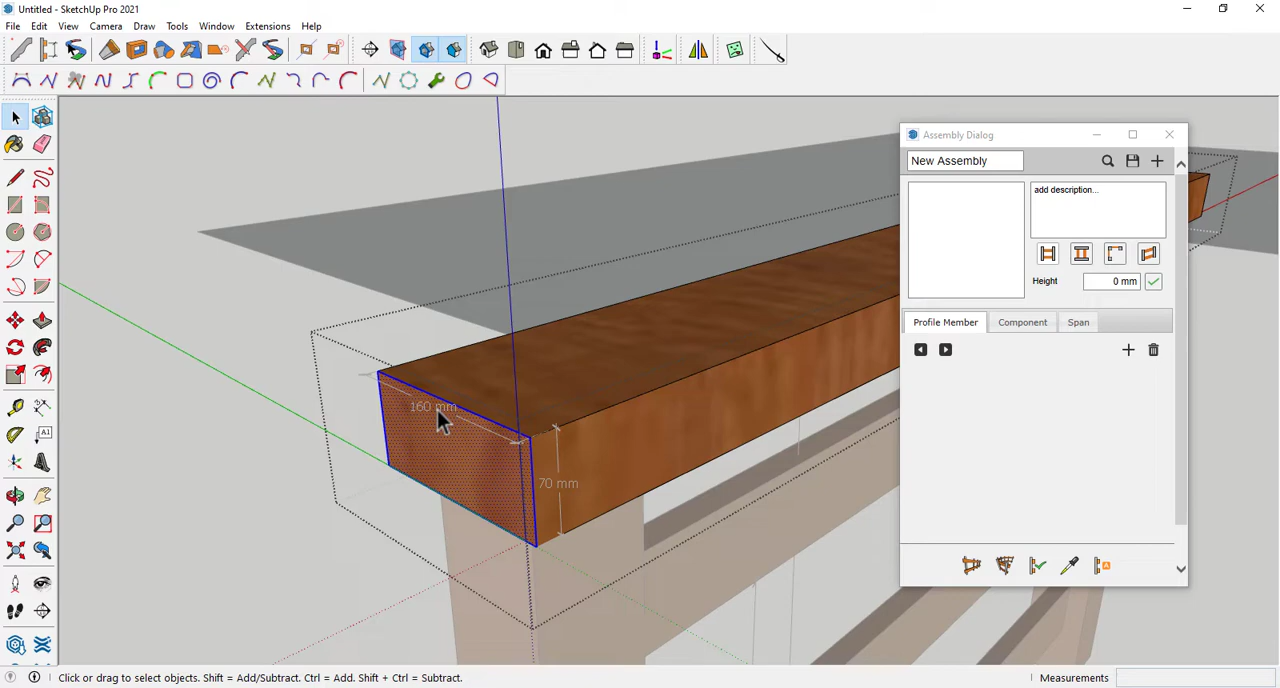 Untitled - SketchUp Pro 2021
File Edit View Camera Draw Tools Window Extensions Help
Assembly Dialog
New Assembly
add description...
Height 0 mm
Profile Member Component Span
160 mm
70 mm
A1
A
Click or drag to select objects. Shift = Add/Subtract. Ctrl = Add. Shift + Ctrl = Subtract.
Measurements